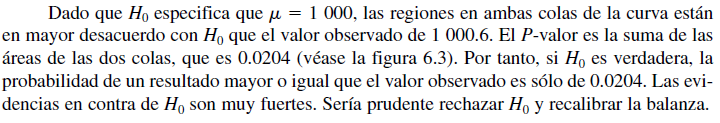 Dado que H₀ especifica que μ = 1 000, las regiones en ambas colas de la curva están
en mayor desacuerdo con H₀ que el valor observado de 1 000.6. El P-valor es la suma de las
áreas de las dos colas, que es 0.0204 (véase la figura 6.3). Por tanto, si H₀ es verdadera, la
probabilidad de un resultado mayor o igual que el valor observado es sólo de 0.0204. Las evi-
dencias en contra de H₀ son muy fuertes. Sería prudente rechazar H₀ y recalibrar la balanza.